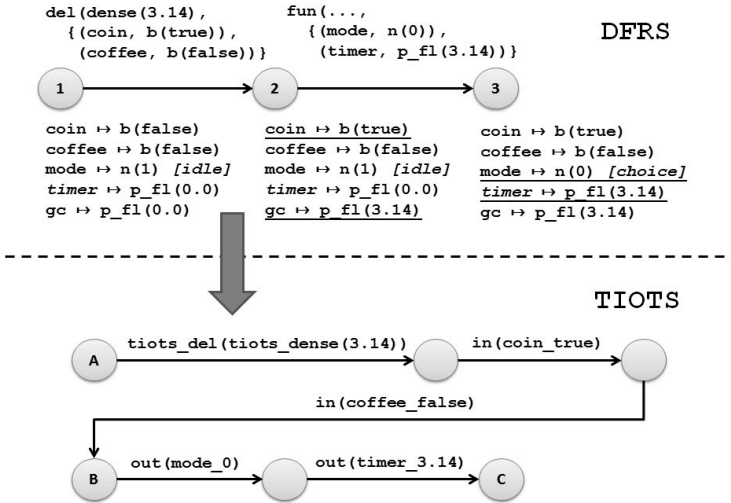 del(dense(3.14),
{(coin, b(true)),
(coffee, b(false))}
fun(...,
{(mode, n(0)),
(timer, p_fl(3.14))}
DFRS
1
2
3
coin ↦ b(false)
coffee ↦ b(false)
mode ↦ n(1) [idle]
timer ↦ p_fl(0.0)
gc ↦ p_fl(0.0)
coin ↦ b(true)
coffee ↦ b(false)
mode ↦ n(1) [idle]
timer ↦ p_fl(0.0)
gc ↦ p_fl(3.14)
coin ↦ b(true)
coffee ↦ b(false)
mode ↦ n(0) [choice]
timer ↦ p_fl(3.14)
gc ↦ p_fl(3.14)
TIOTS
A
tiots_del(tiots_dense(3.14))
in(coin_true)
in(coffee_false)
B
out(mode_0)
out(timer_3.14)
C